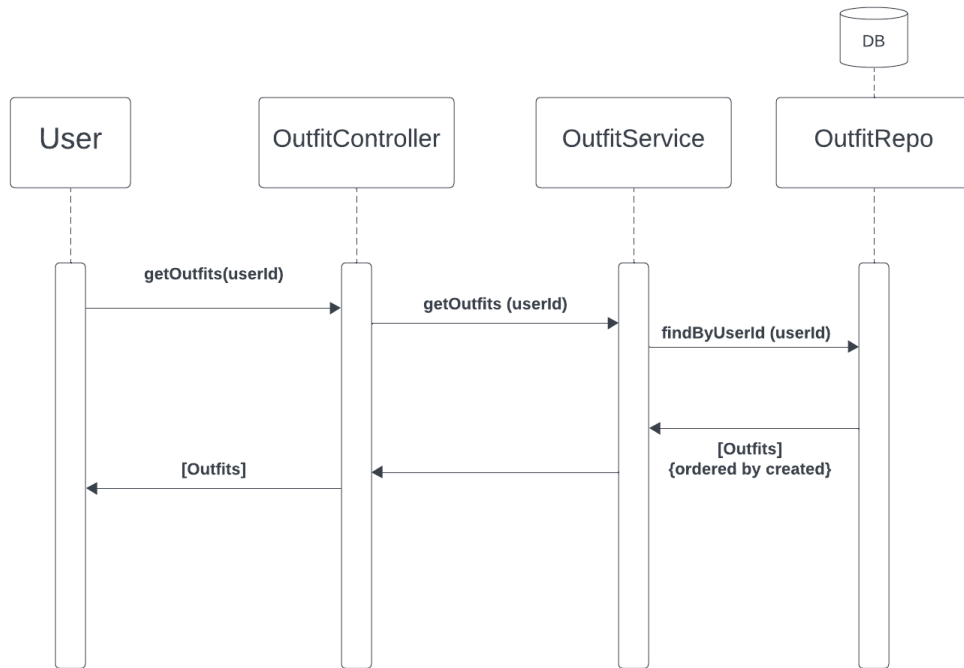 DB
User
OutfitController
OutfitService
OutfitRepo
getOutfits(userId)
getOutfits (userId)
findByUserId (userId)
[Outfits]
{ordered by created}
[Outfits]